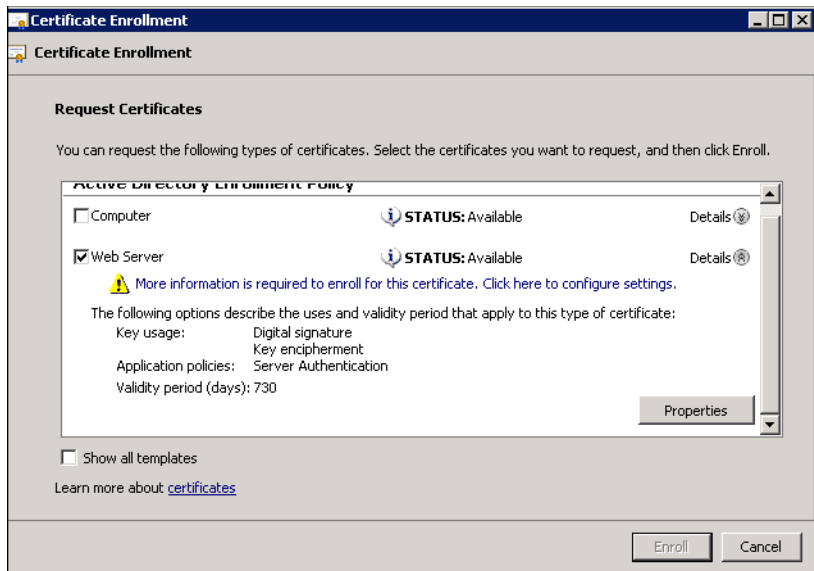 Certificate Enrollment
Certificate Enrollment
Request Certificates
You can request the following types of certificates. Select the certificates you want to request, and then click Enroll.
Active Directory Enrollment Policy
Computer STATUS: Available Details
Web Server STATUS: Available Details
More information is required to enroll for this certificate. Click here to configure settings.
The following options describe the uses and validity period that apply to this type of certificate:
Key usage: Digital signature
Key encipherment
Application policies: Server Authentication
Validity period (days): 730
Properties
Show all templates
Learn more about certificates
Enroll Cancel